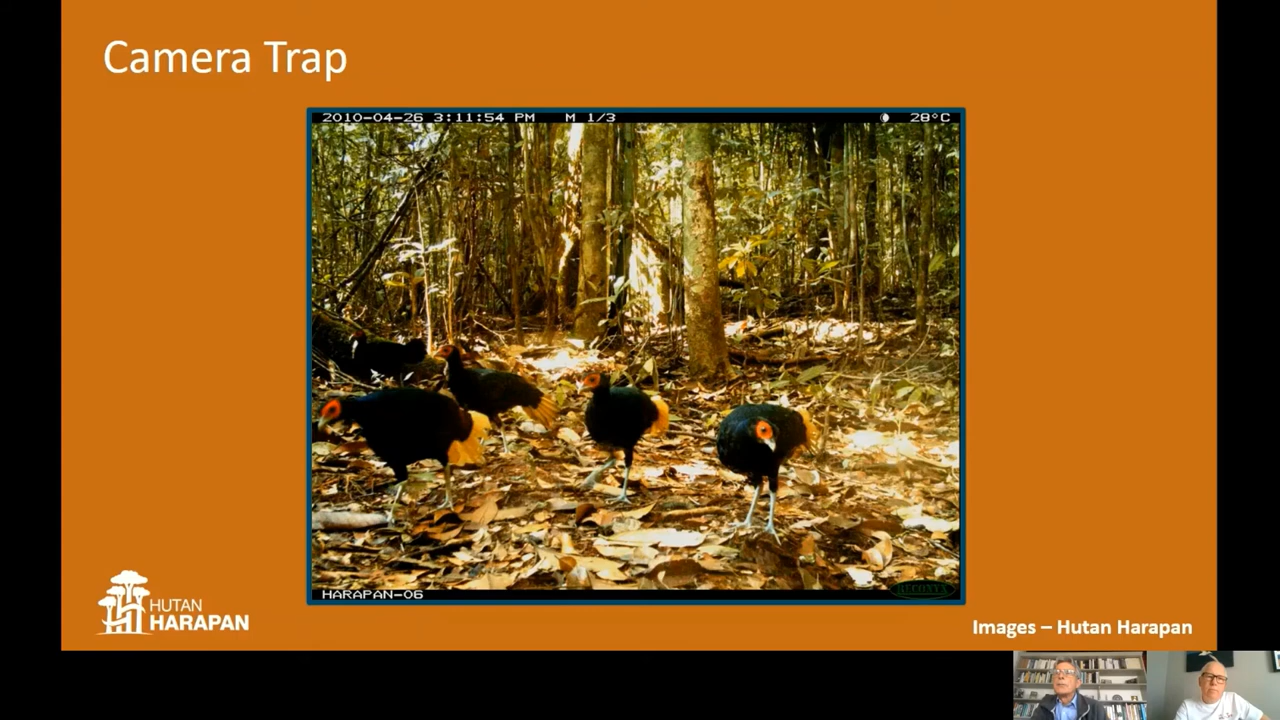 Camera Trap
2010-04-26 3:11:54 PM M 1/3 28°C
HARAPAN-06
RECONYX
HUTAN
HARAPAN
Images – Hutan Harapan